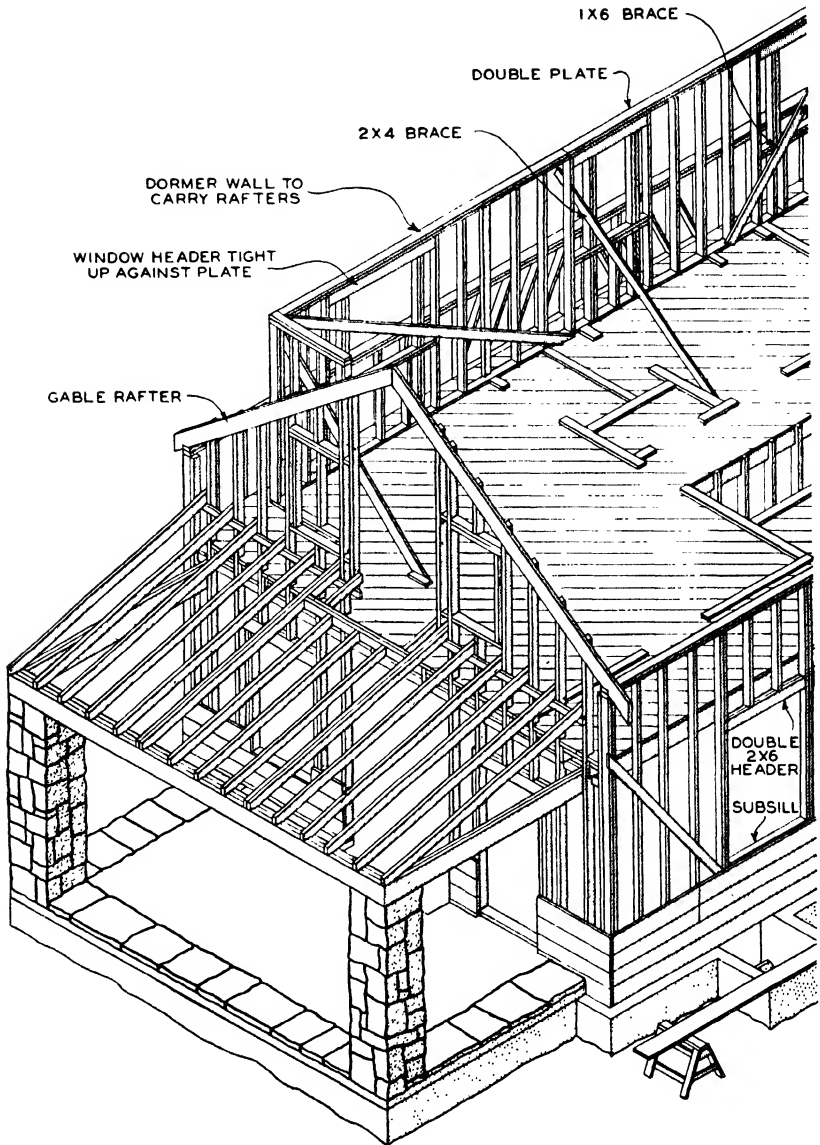 1X6 BRACE
DOUBLE PLATE
2X4 BRACE
DORMER WALL TO
CARRY RAFTERS
WINDOW HEADER TIGHT
UP AGAINST PLATE
GABLE RAFTER
DOUBLE
2X6
HEADER
SUBSILL